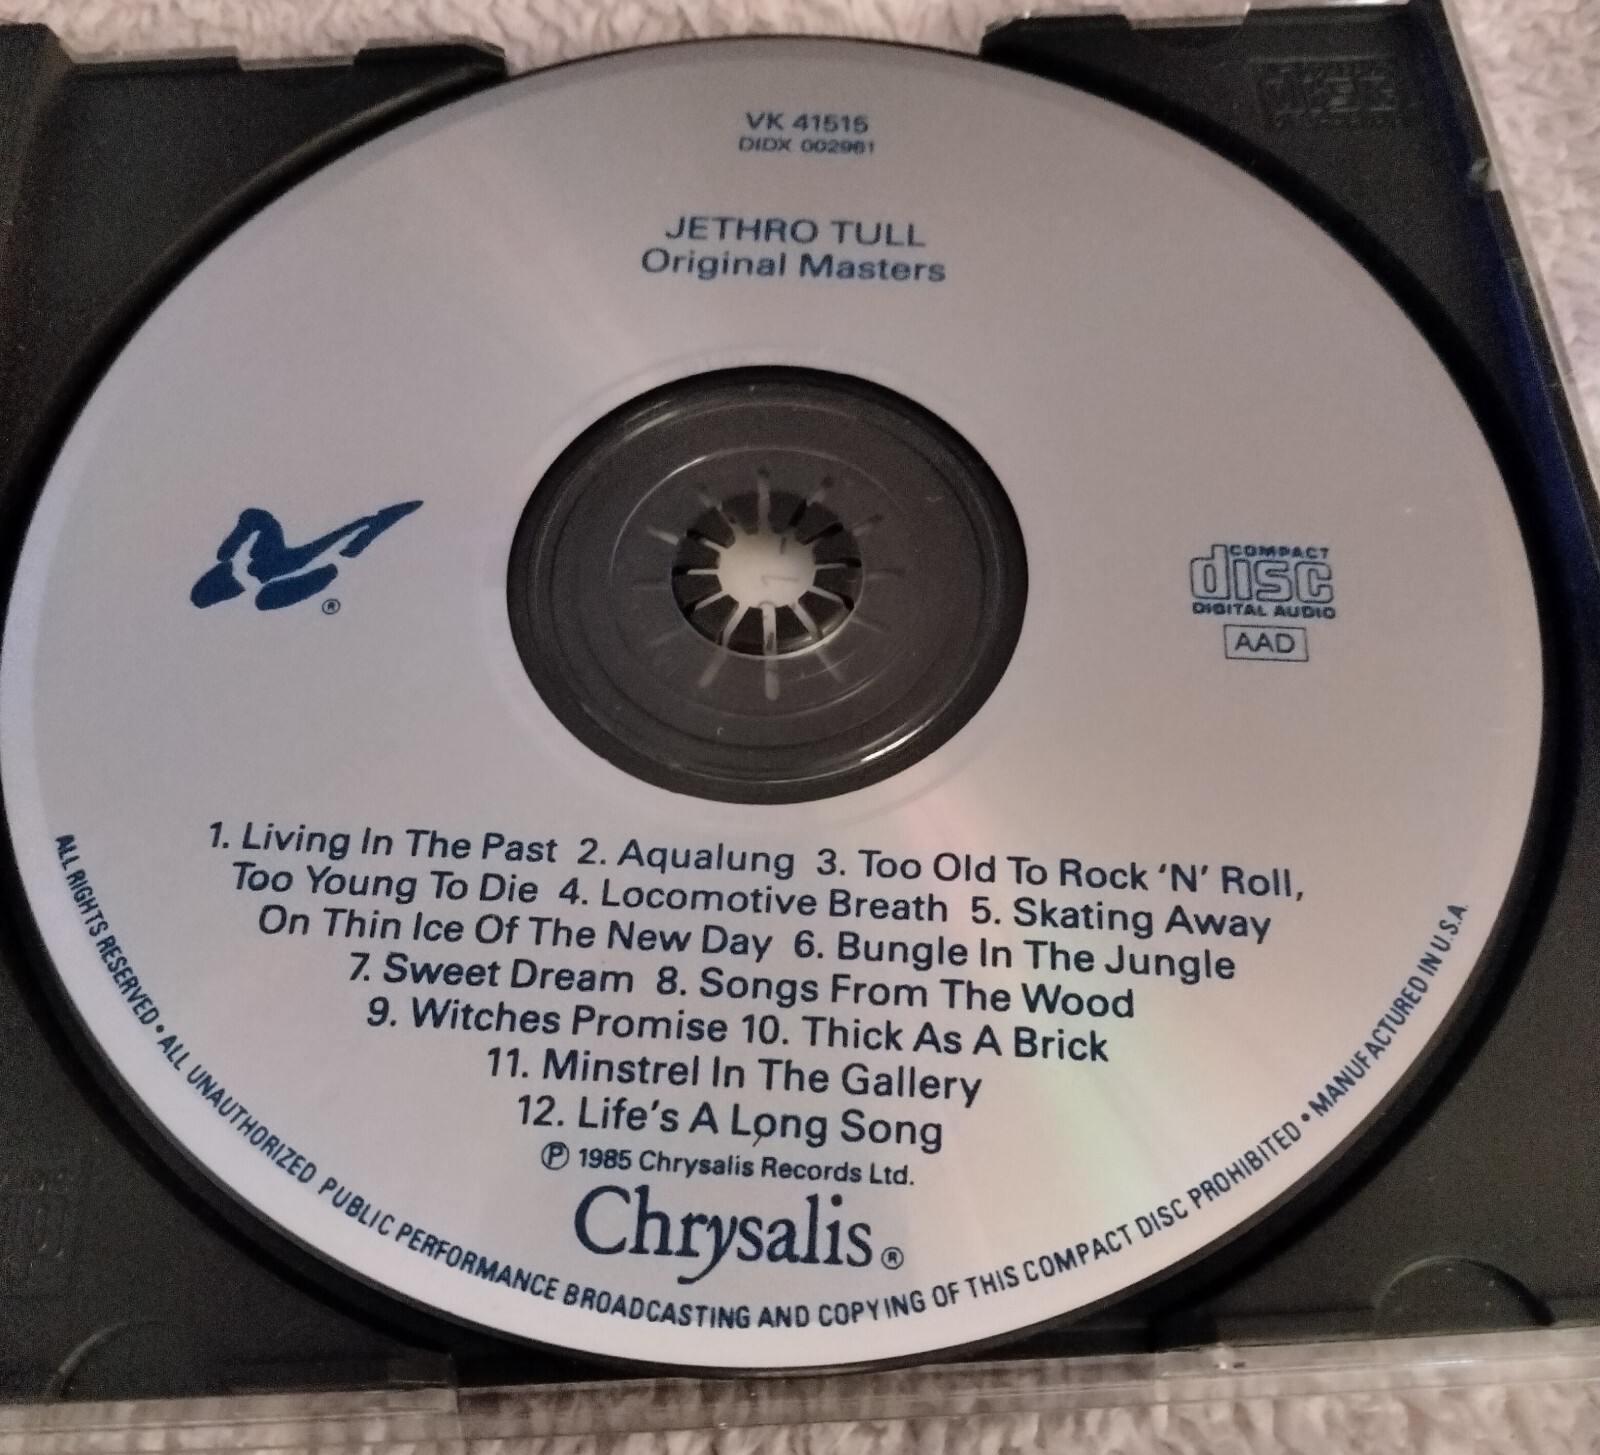 VK 41515
DIDX 002961
JETHRO TULL
Original Masters
®
COMPACT
disc
DIGITAL AUDIO
AAD
1. Living In The Past 2. Aqualung 3. Too Old To Rock ‘N’ Roll,
Too Young To Die 4. Locomotive Breath 5. Skating Away
On Thin Ice Of The New Day 6. Bungle In The Jungle
7. Sweet Dream 8. Songs From The Wood
9. Witches Promise 10. Thick As A Brick
11. Minstrel In The Gallery
12. Life's A Long Song
℗ 1985 Chrysalis Records Ltd.
Chrysalis®
ALL RIGHTS RESERVED • ALL UNAUTHORIZED PUBLIC PERFORMANCE BROADCASTING AND COPYING OF THIS COMPACT DISC PROHIBITED • MANUFACTURED IN U.S.A.